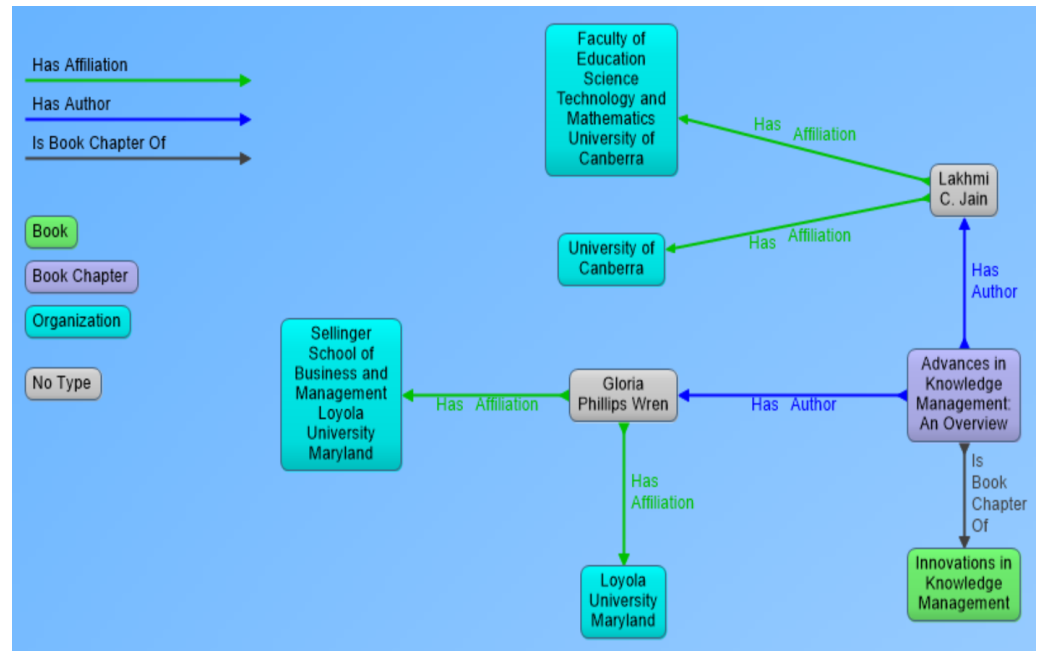 Has Affiliation
Has Author
Is Book Chapter Of
Book
Book Chapter
Organization
No Type
Faculty of
Education
Science
Technology and
Mathematics
University of
Canberra
Has Affiliation
Lakhmi
C. Jain
University of
Canberra
Has Affiliation
Has
Author
Sellinger
School of
Business and
Management
Loyola
University
Maryland
Has Affiliation
Gloria
Phillips Wren
Has Author
Advances in
Knowledge
Management:
An Overview
Has
Affiliation
Is
Book
Chapter
Of
Loyola
University
Maryland
Innovations in
Knowledge
Management